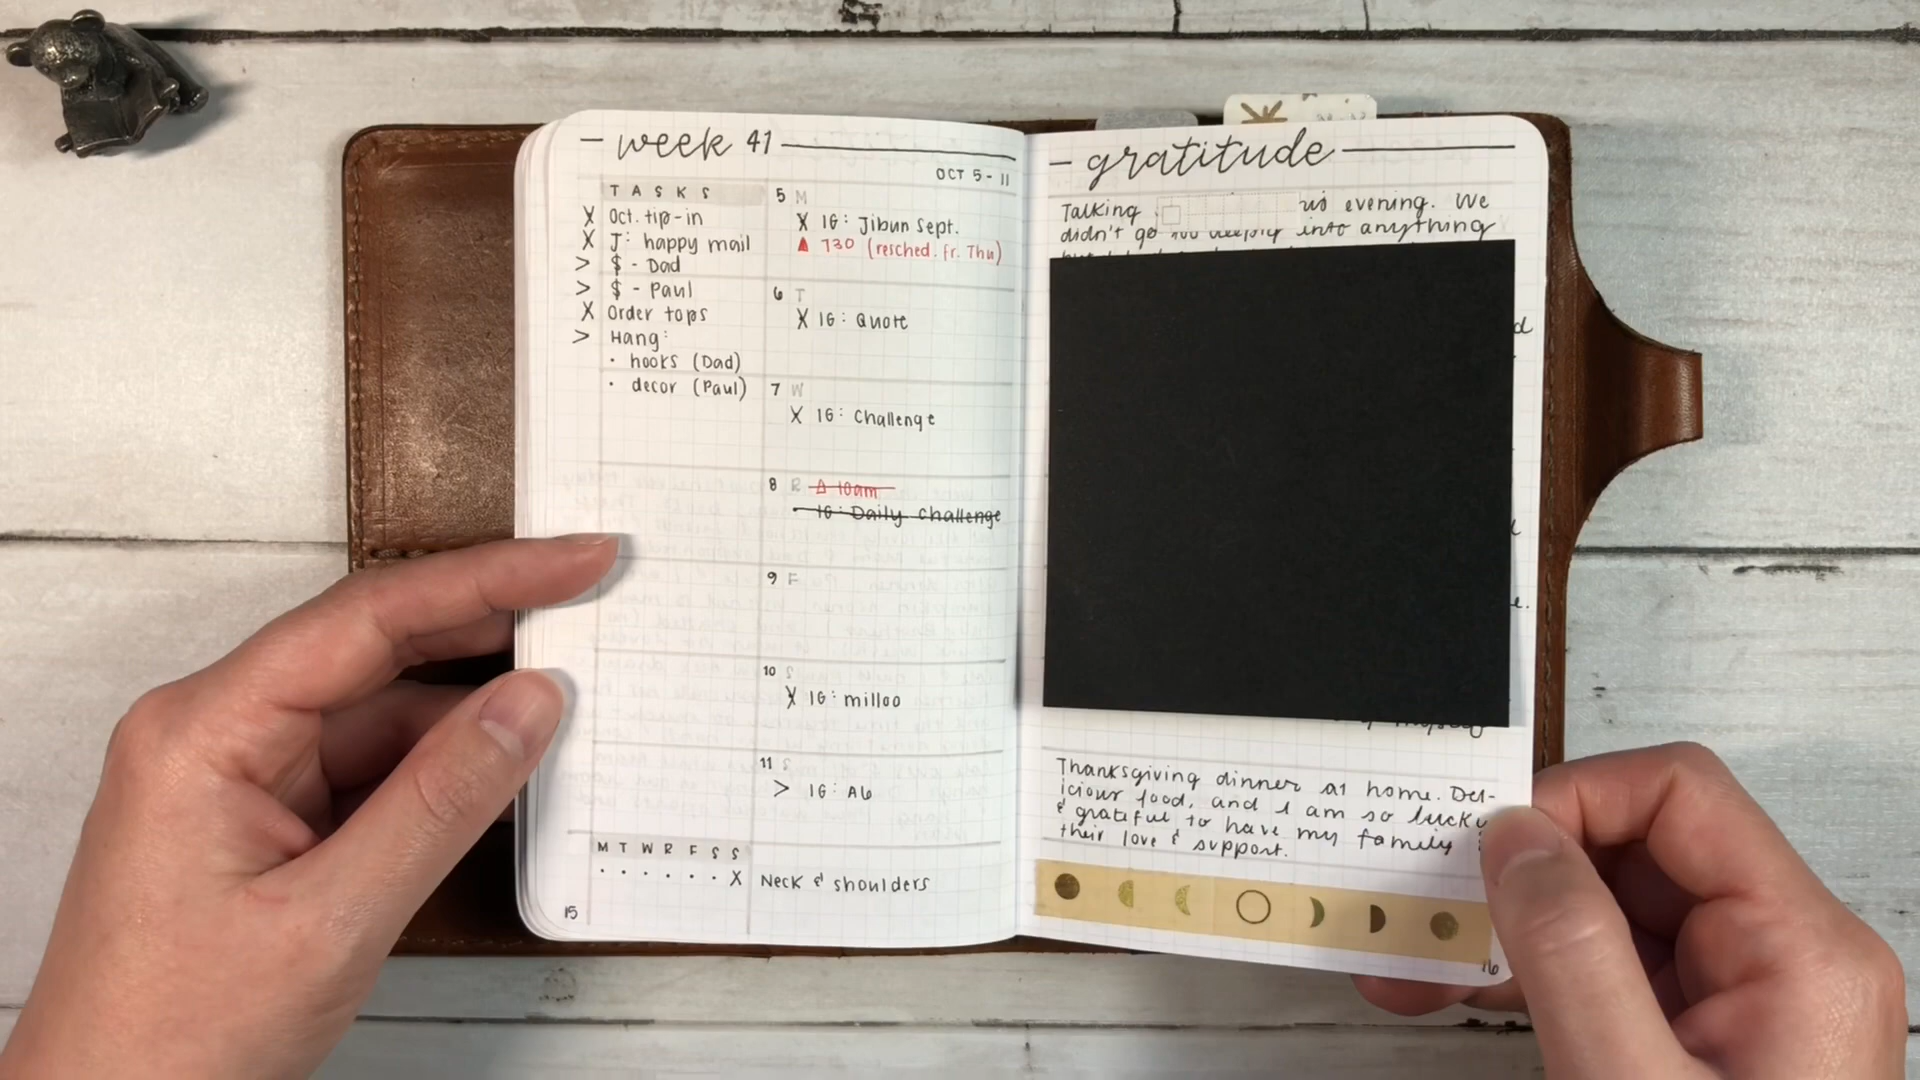 — week 41 —
OCT 5 - 11
TASKS
X Oct. tip-in
X J: happy mail
> $ - Dad
> $ - Paul
X Order tops
> Hang:
· hooks (Dad)
· decor (Paul)
5 M
X IG: Jibun Sept.
730 (resched. fr. Thu)
6 T
X IG: Quote
7 W
X IG: Challenge
8 R 10am
IG: Daily Challenge
9 F
10 S
X IG: milloo
11 S
> IG: A6
M T W R F S S
· · · · · · X Neck & shoulders
15
— gratitude —
Talking evening. We
didn't go too deeply into anything
myself
Thanksgiving dinner at home. Del-
icious food, and I am so lucky
& grateful to have my family
their love & support.
16